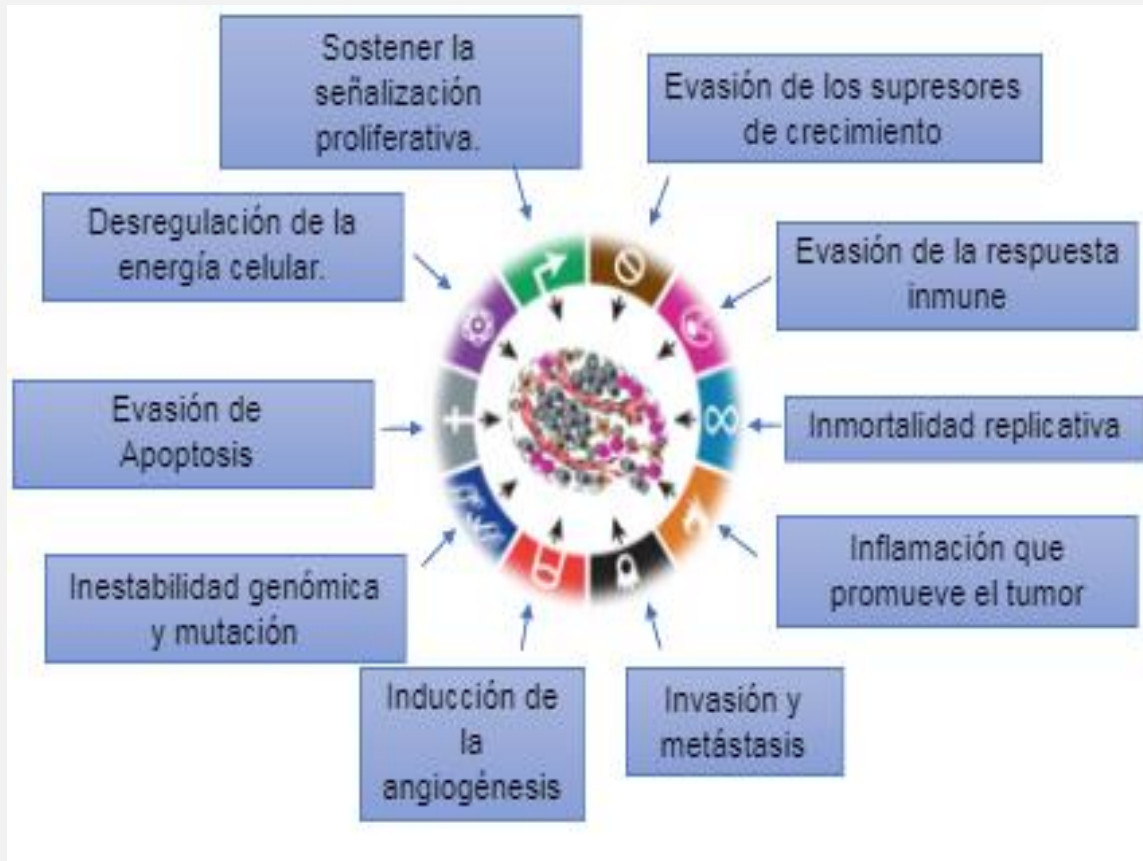 Sostener la
señalización
proliferativa.
Evasión de los supresores
de crecimiento
Desregulación de la
energía celular.
Evasión de la respuesta
inmune
Evasión de
Apoptosis
Inmortalidad replicativa
Inestabilidad genómica
y mutación
Inflamación que
promueve el tumor
Inducción de
la
angiogénesis
Invasión y
metástasis